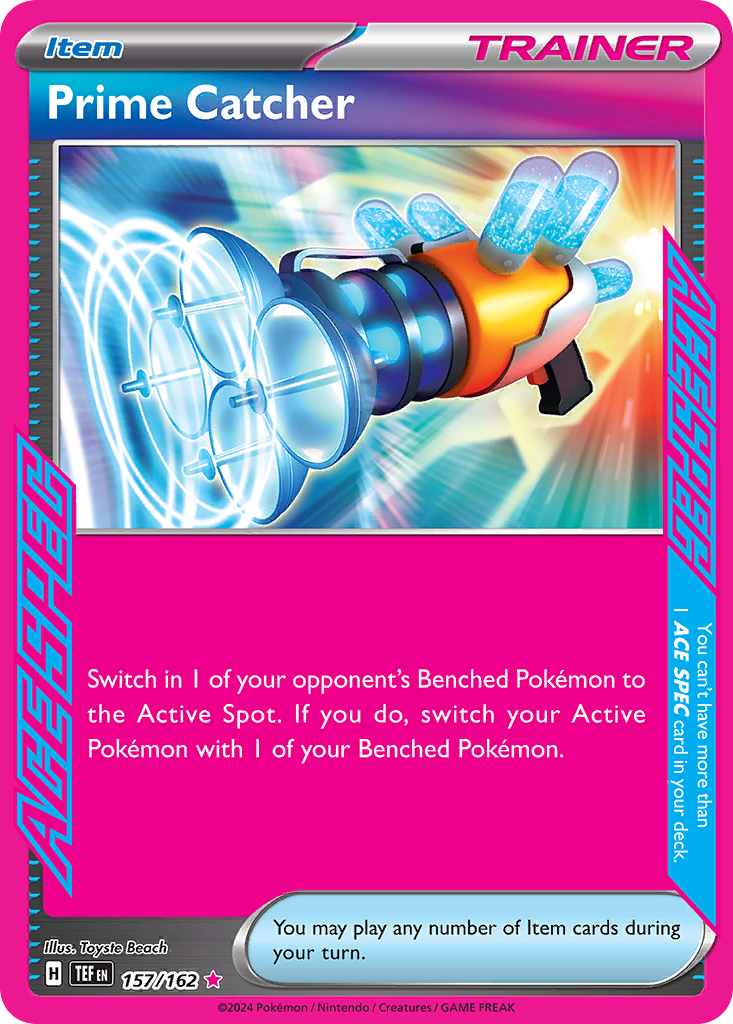 Item
TRAINER
Prime Catcher
ACE SPEC
ACE SPEC
Switch in 1 of your opponent's Benched Pokémon to
the Active Spot. If you do, switch your Active
Pokémon with 1 of your Benched Pokémon.
You can't have more than
1 ACE SPEC card in your deck.
You may play any number of Item cards during
your turn.
Illus. Toyste Beach
H TEF EN 157/162 ★
©2024 Pokémon / Nintendo / Creatures / GAME FREAK